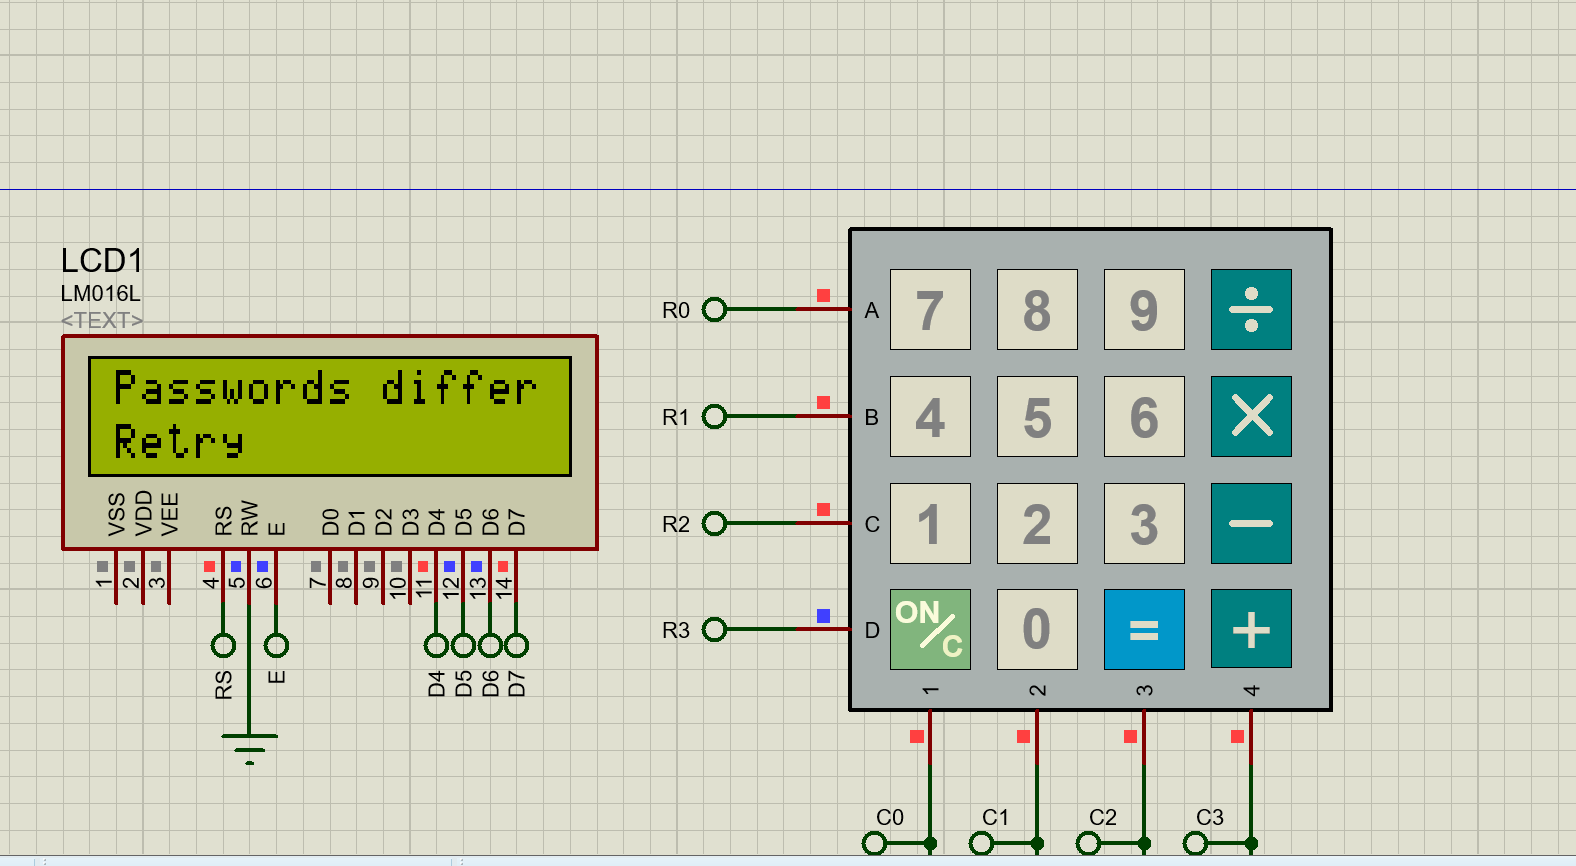 LCD1
LM016L
<TEXT>
Passwords differ
Retry
VSS VDD VEE RS RW E D0 D1 D2 D3 D4 D5 D6 D7
1 2 3 4 5 6 7 8 9 10 11 12 13 14
RS E D4 D5 D6 D7
R0 A 7 8 9 ÷
R1 B 4 5 6 ×
R2 C 1 2 3 −
R3 D ON/C 0 = +
1 2 3 4
C0 C1 C2 C3